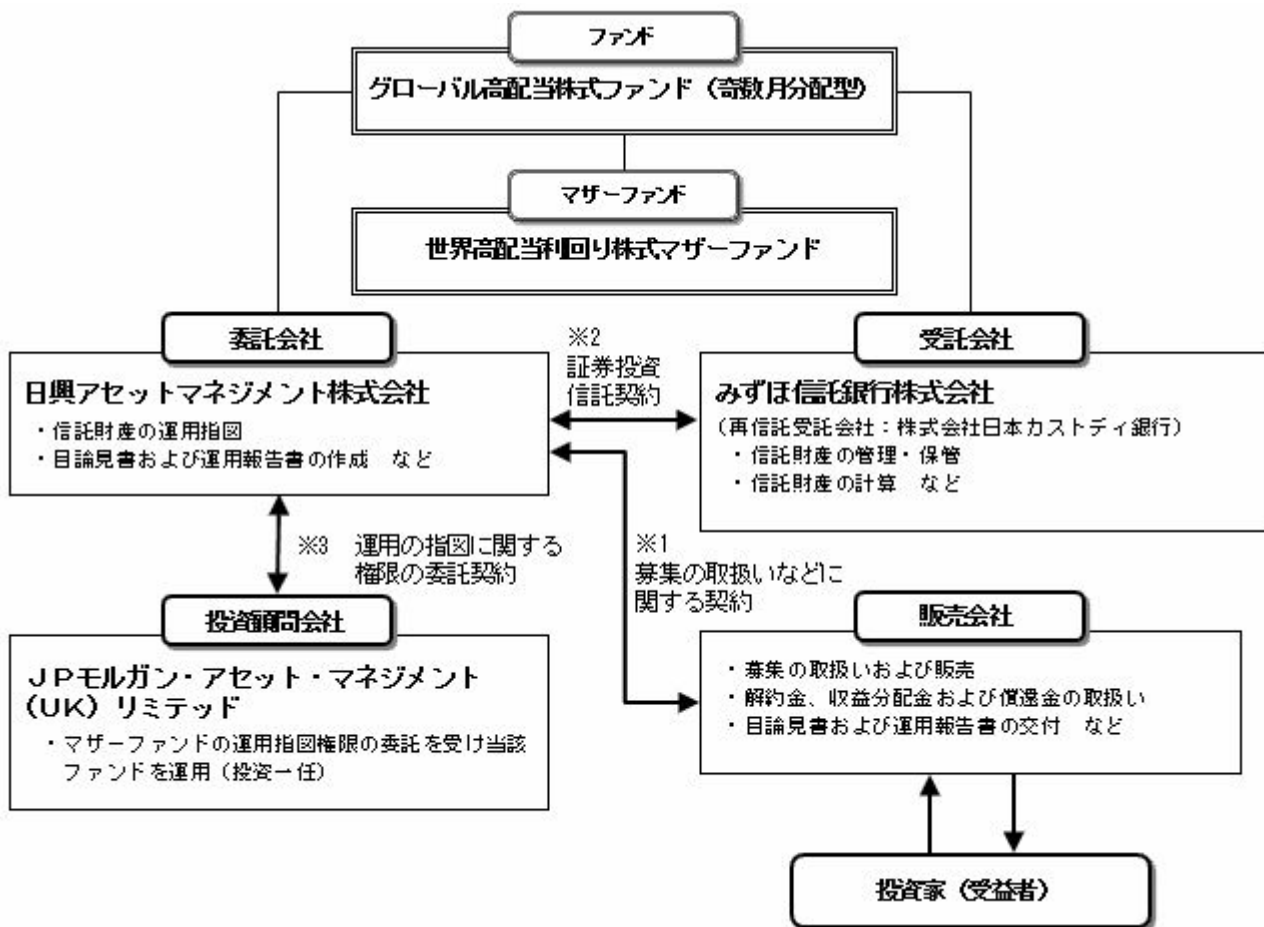 ファンド
グローバル高配当株式ファンド（奇数月分配型）
マザーファンド
世界高配当利回り株式マザーファンド
委託会社
日興アセットマネジメント株式会社
・信託財産の運用指図
・目論見書および運用報告書の作成　など
※2
証券投資
信託契約
受託会社
みずほ信託銀行株式会社
（再信託受託会社：株式会社日本カストディ銀行）
・信託財産の管理・保管
・信託財産の計算　など
※3　運用の指図に関する
権限の委託契約
※1
募集の取扱いなどに
関する契約
投資顧問会社
ＪＰモルガン・アセット・マネジメント
（UK）リミテッド
・マザーファンドの運用指図権限の委託を受け当該
ファンドを運用（投資一任）
販売会社
・募集の取扱いおよび販売
・解約金、収益分配金および償還金の取扱い
・目論見書および運用報告書の交付　など
投資家（受益者）